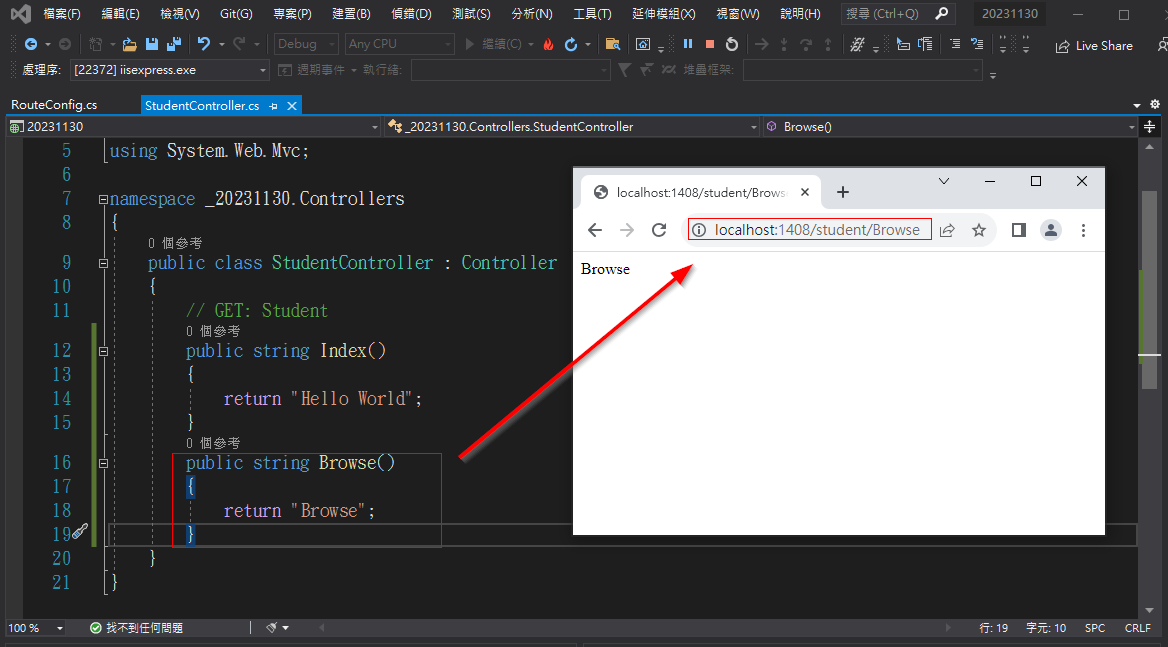 檔案(F) 編輯(E) 檢視(V) Git(G) 專案(P) 建置(B) 偵錯(D) 測試(S) 分析(N) 工具(T) 延伸模組(X) 視窗(W) 說明(H) 搜尋 (Ctrl+Q) 20231130
Debug Any CPU 繼續(C) Live Share
處理序: [22372] iisexpress.exe 週期事件 執行緒: 堆疊框架:
RouteConfig.cs StudentController.cs
20231130 _20231130.Controllers.StudentController Browse()
5 using System.Web.Mvc;
6
7 namespace _20231130.Controllers
8 {
0 個參考
9 public class StudentController : Controller
10 {
11 // GET: Student
0 個參考
12 public string Index()
13 {
14 return "Hello World";
15 }
0 個參考
16 public string Browse()
17 {
18 return "Browse";
19 }
20 }
21 }
localhost:1408/student/Brows
localhost:1408/student/Browse
Browse
100 % 找不到任何問題 行: 19 字元: 10 SPC CRLF